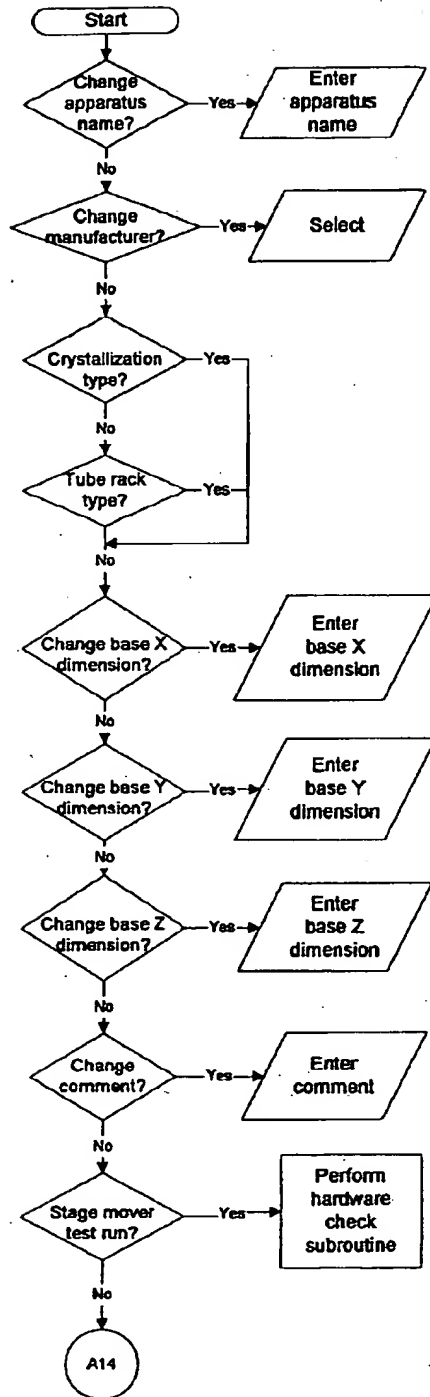 Start
Change
apparatus
name?
Yes
Enter
apparatus
name
No
Change
manufacturer?
Yes
Select
No
Crystallization
type?
Yes
No
Tube rack
type?
Yes
No
Change base X
dimension?
Yes
Enter
base X
dimension
No
Change base Y
dimension?
Yes
Enter
base Y
dimension
No
Change base Z
dimension?
Yes
Enter
base Z
dimension
No
Change
comment?
Yes
Enter
comment
No
Stage mover
test run?
Yes
Perform
hardware
check
subroutine
No
A14